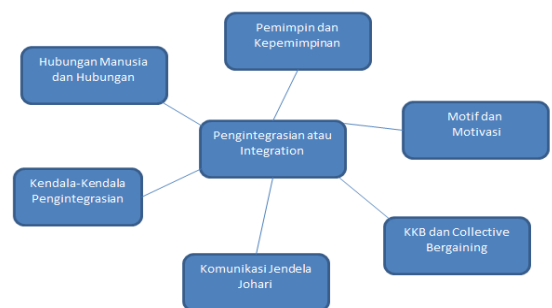 Pemimpin dan
Kepemimpinan
Hubungan Manusia
dan Hubungan
Motif dan
Motivasi
Pengintegrasian atau
Integration
Kendala-Kendala
Pengintegrasian
KKB dan Collective
Bergaining
Komunikasi Jendela
Johari